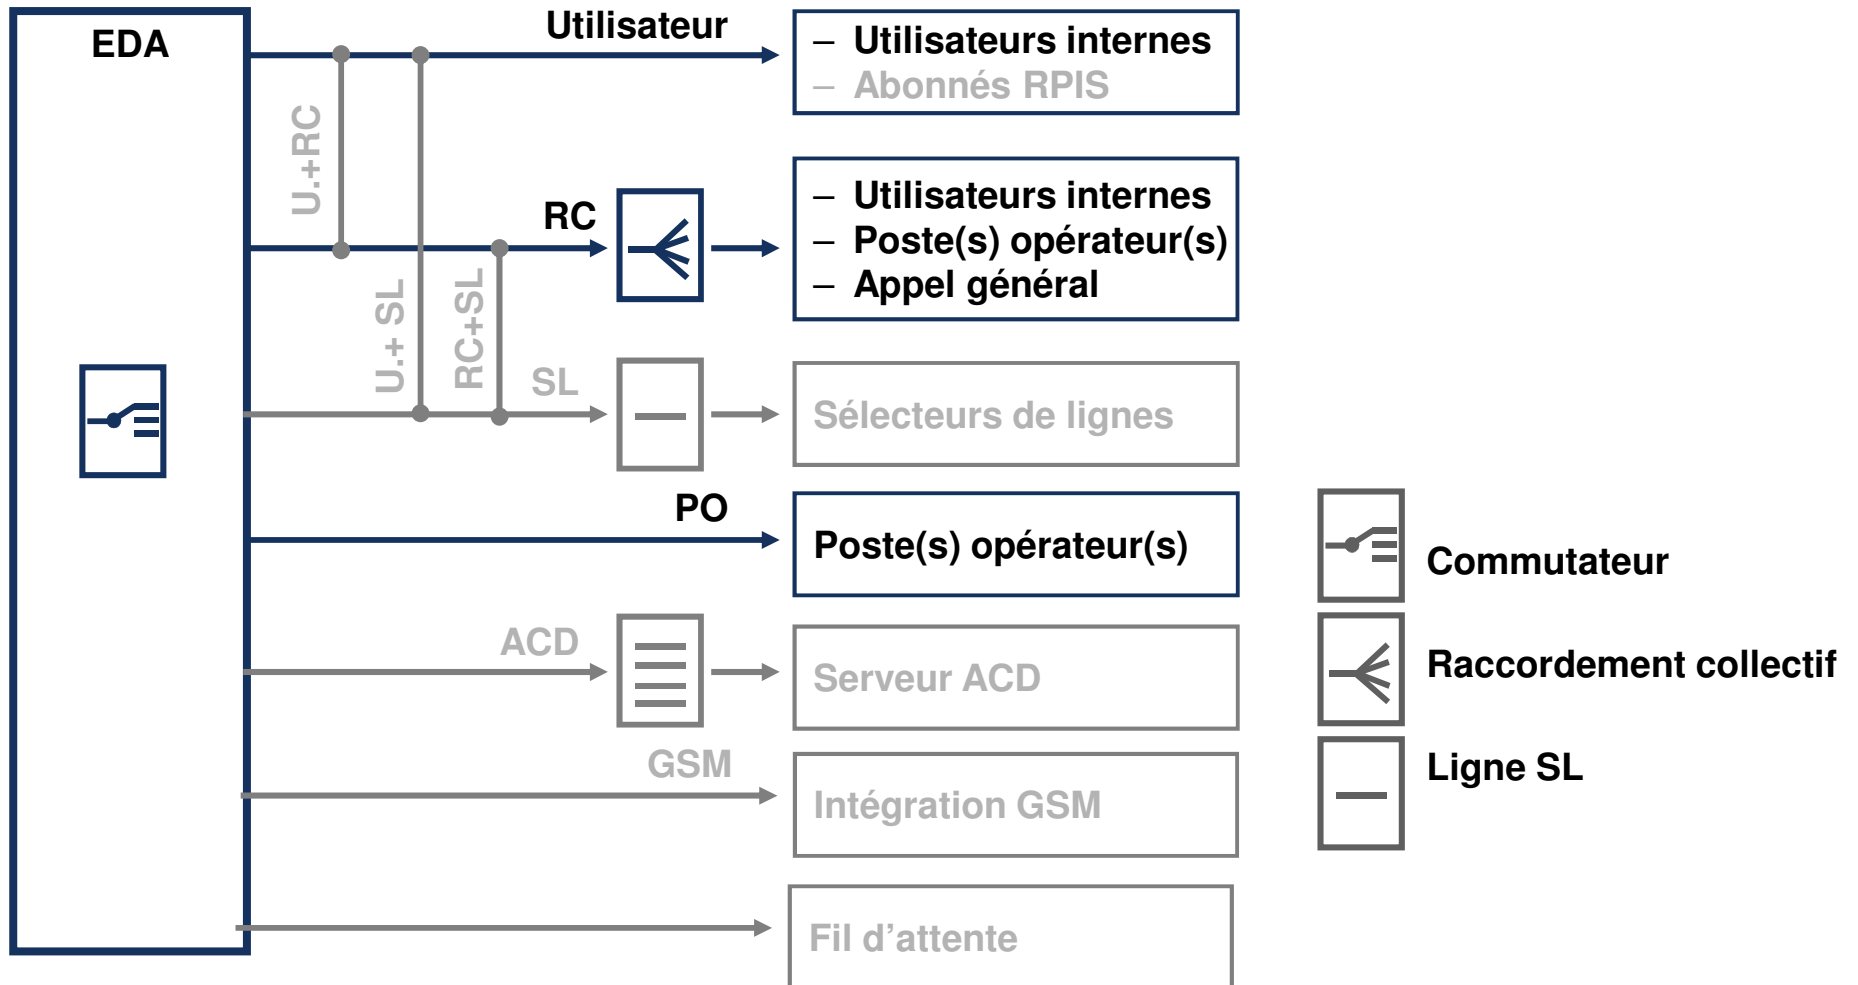 EDA
Utilisateur
– Utilisateurs internes
– Abonnés RPIS
U.+RC
RC
– Utilisateurs internes
– Poste(s) opérateur(s)
– Appel général
U.+ SL
RC+SL
SL
Sélecteurs de lignes
PO
Poste(s) opérateur(s)
ACD
Serveur ACD
GSM
Intégration GSM
Fil d’attente
Commutateur
Raccordement collectif
Ligne SL